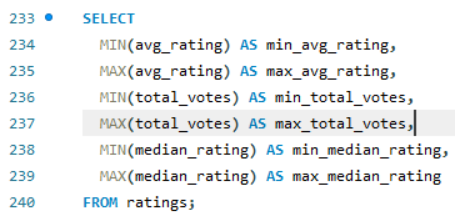 233 SELECT
234 MIN(avg_rating) AS min_avg_rating,
235 MAX(avg_rating) AS max_avg_rating,
236 MIN(total_votes) AS min_total_votes,
237 MAX(total_votes) AS max_total_votes,
238 MIN(median_rating) AS min_median_rating,
239 MAX(median_rating) AS max_median_rating
240 FROM ratings;